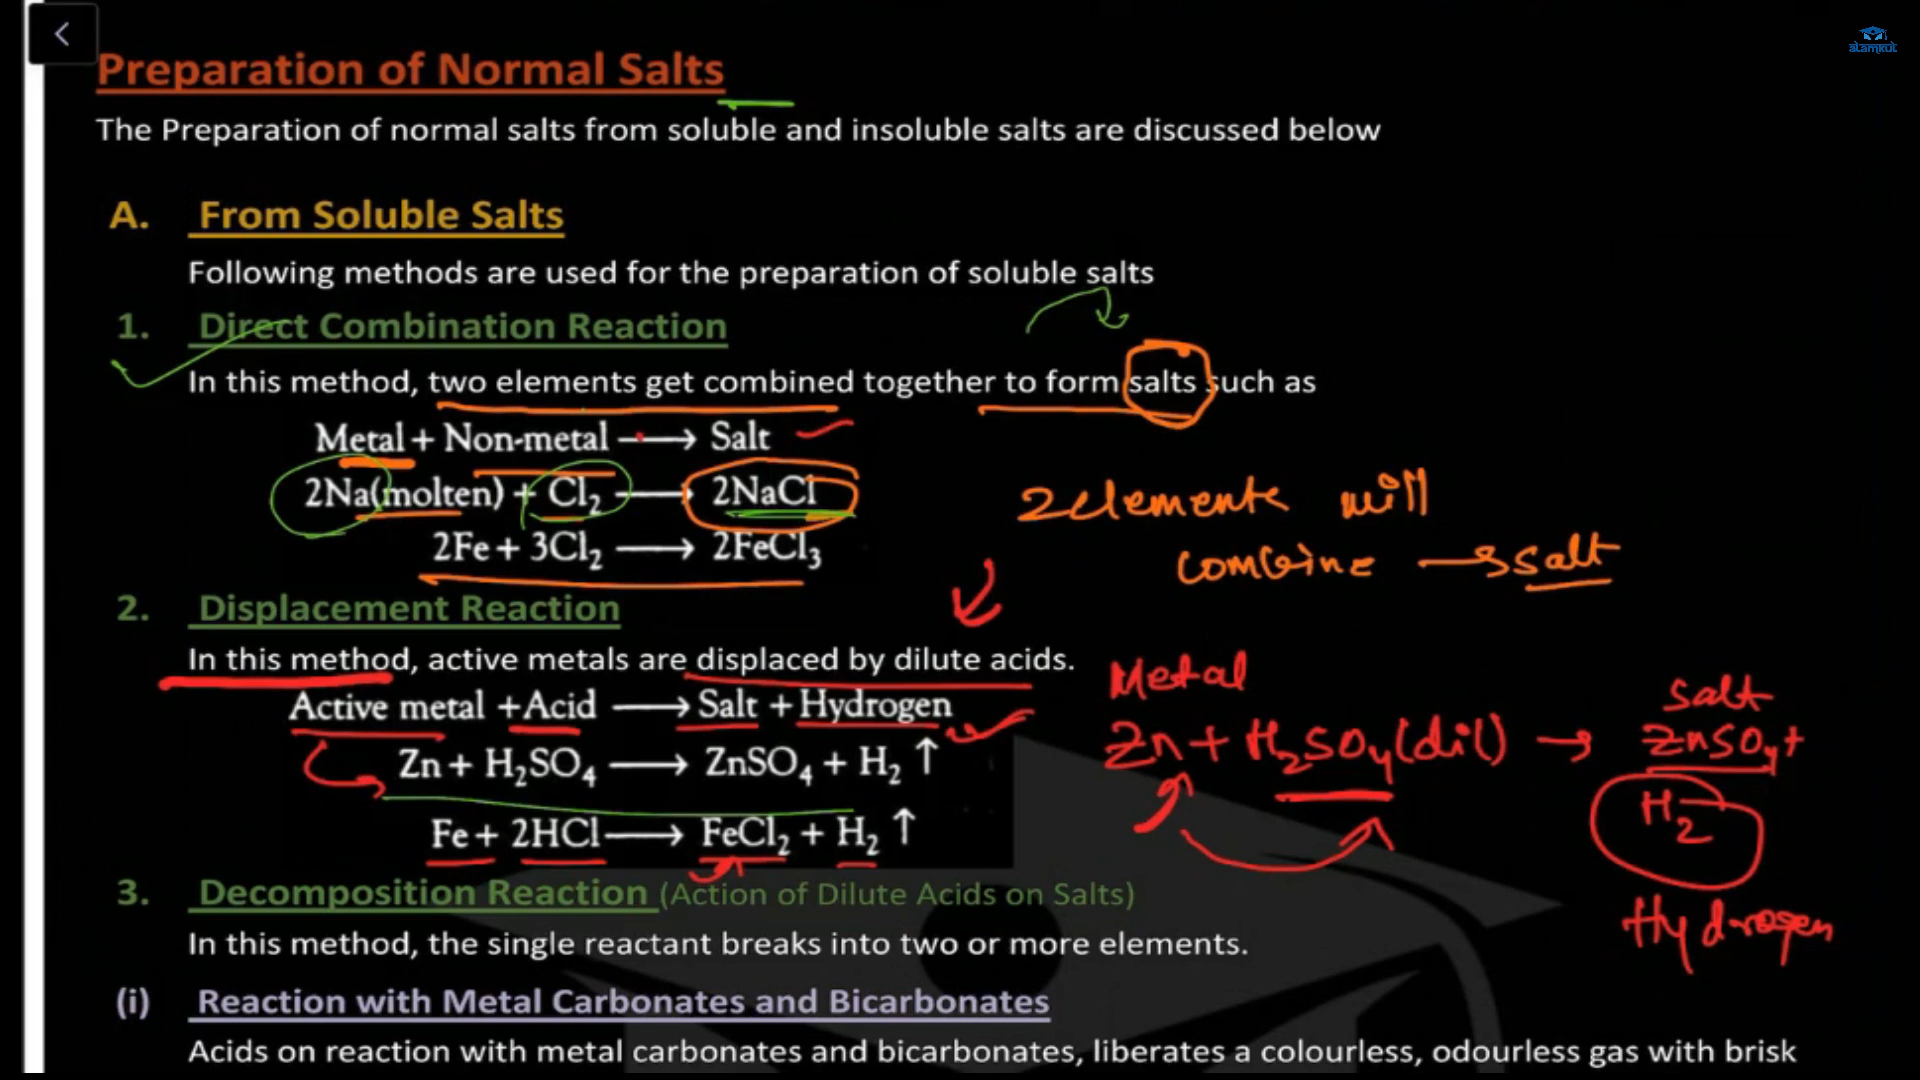 alamkut
Preparation of Normal Salts
The Preparation of normal salts from soluble and insoluble salts are discussed below
A. From Soluble Salts
Following methods are used for the preparation of soluble salts
1. Direct Combination Reaction
In this method, two elements get combined together to form salts such as
Metal + Non-metal ⟶ Salt
2Na(molten) + Cl₂ ⟶ 2NaCl
2Fe + 3Cl₂ ⟶ 2FeCl₃
2 elements will
combine → salt
2. Displacement Reaction
In this method, active metals are displaced by dilute acids.
Active metal +Acid ⟶ Salt + Hydrogen
Zn + H₂SO₄ ⟶ ZnSO₄ + H₂ ↑
Fe + 2HCl ⟶ FeCl₂ + H₂ ↑
Metal
Salt
Zn + H₂SO₄ (dil) → ZnSO₄ +
H₂
Hydrogen
3. Decomposition Reaction (Action of Dilute Acids on Salts)
In this method, the single reactant breaks into two or more elements.
(i) Reaction with Metal Carbonates and Bicarbonates
Acids on reaction with metal carbonates and bicarbonates, liberates a colourless, odourless gas with brisk